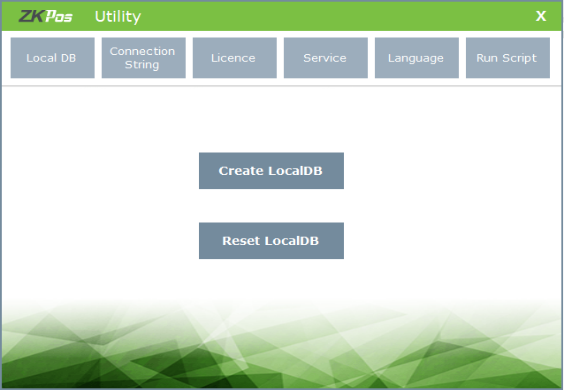 ZKPos Utility X
Local DB
Connection
String
Licence
Service
Language
Run Script
Create LocalDB
Reset LocalDB